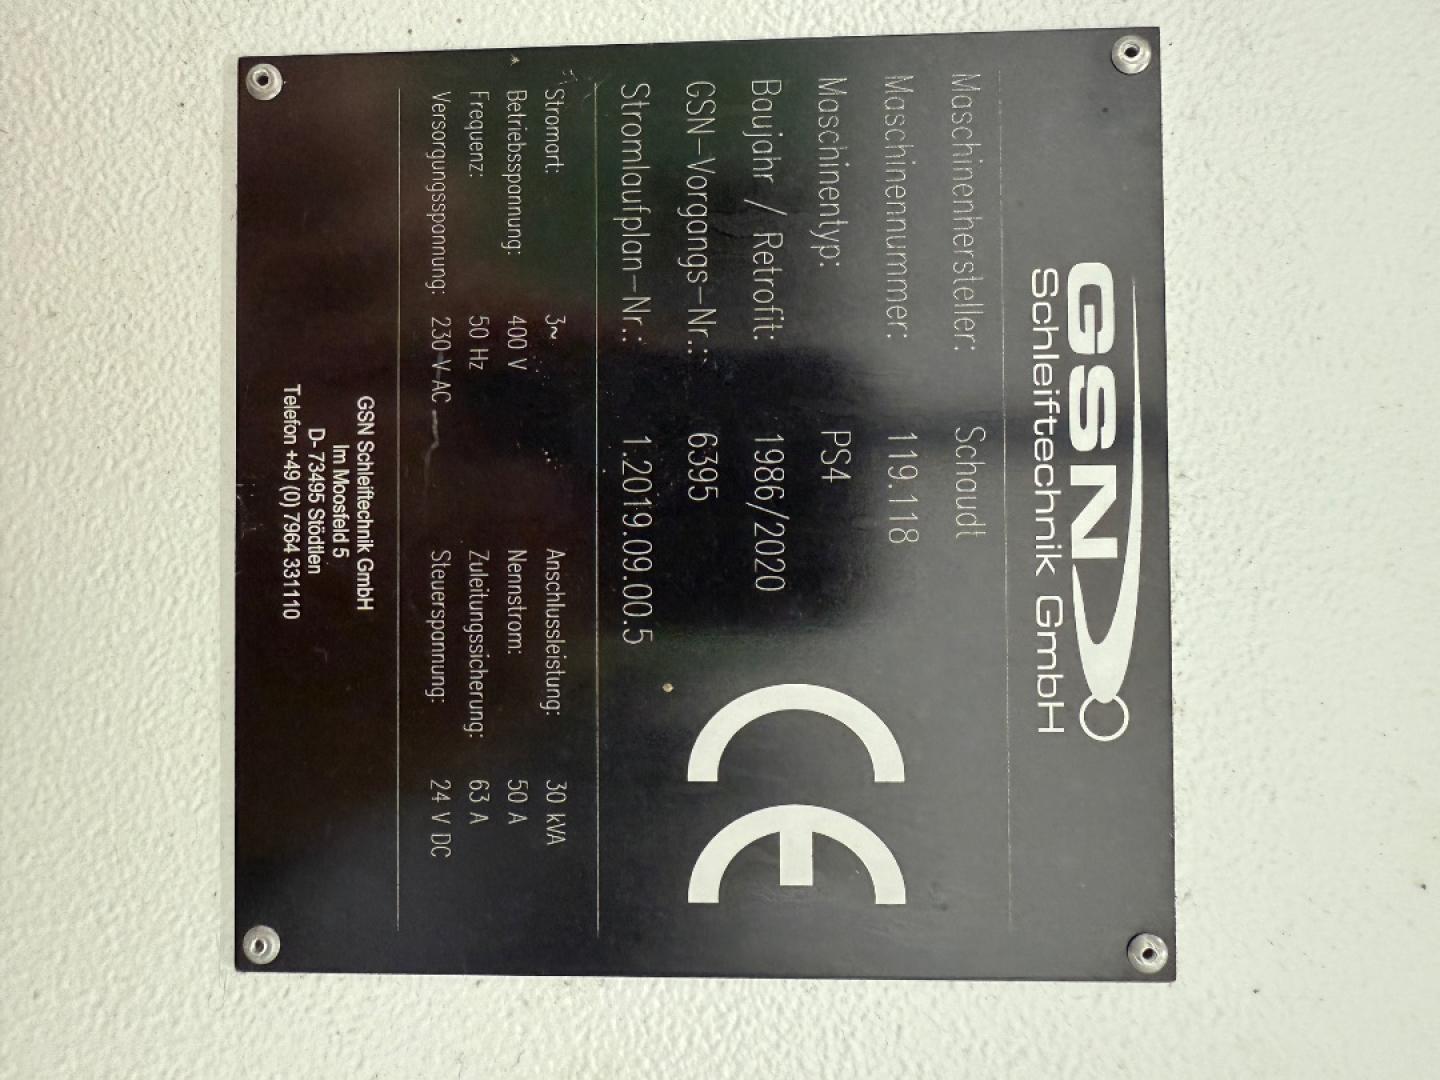 GSN
Schleiftechnik GmbH
Maschinenhersteller: Schaudt
Maschinennummer: 119.118
Maschinentyp: PS4
Baujahr / Retrofit: 1986/2020
GSN-Vorgangs-Nr.: 6395
Stromlaufplan-Nr.: 1.2019.09.00.5
CE
Stromart: 3~ Anschlussleistung: 30 kVA
Betriebsspannung: 400 V Nennstrom: 50 A
Frequenz: 50 Hz Zuleitungssicherung: 63 A
Versorgungsspannung: 230 V AC Steuerspannung: 24 V DC
GSN Schleiftechnik GmbH
Im Moosfeld 5
D- 73495 Stödtlen
Telefon +49 (0) 7964 331110